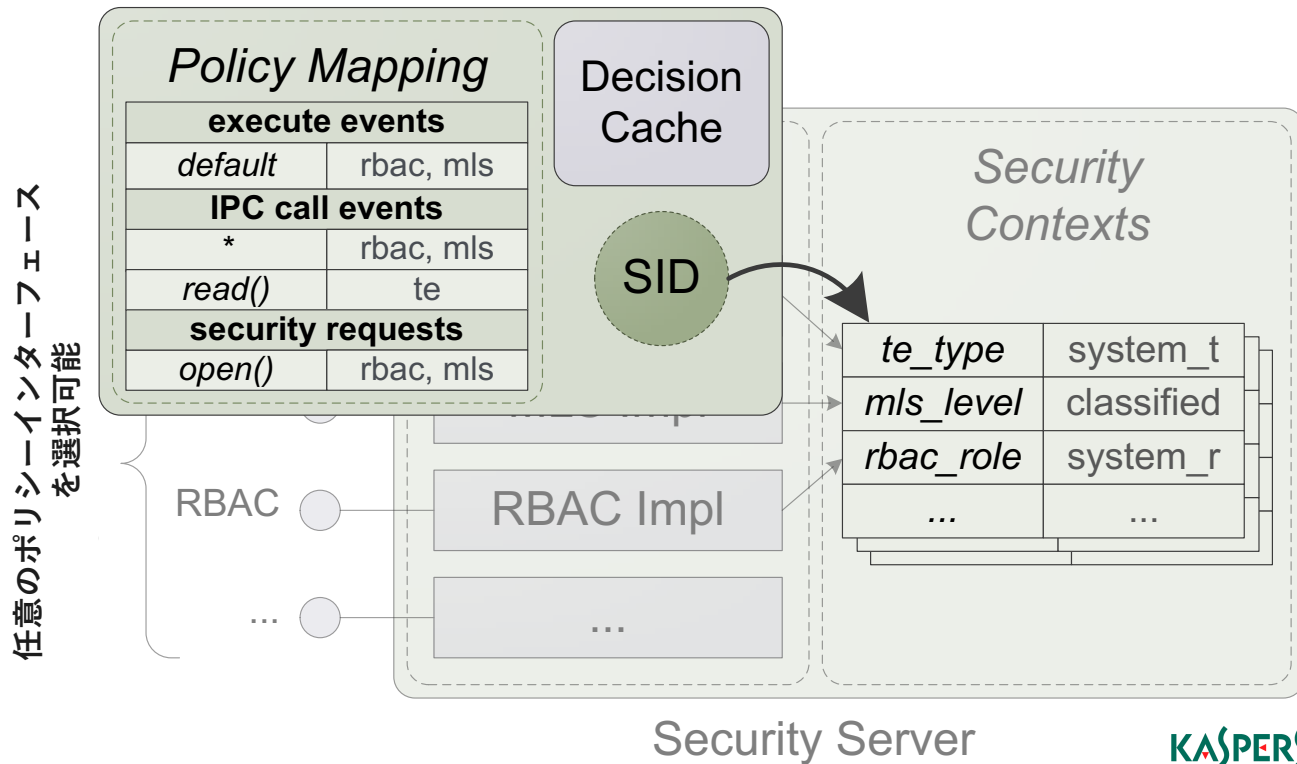 任意のポリシーインターフェース
を選択可能
Policy Mapping
execute events
default rbac, mls
IPC call events
* rbac, mls
read() te
security requests
open() rbac, mls
Decision
Cache
SID
Security
Contexts
te_type system_t
mls_level classified
rbac_role system_r
... ...
RBAC RBAC Impl
... ...
Security Server